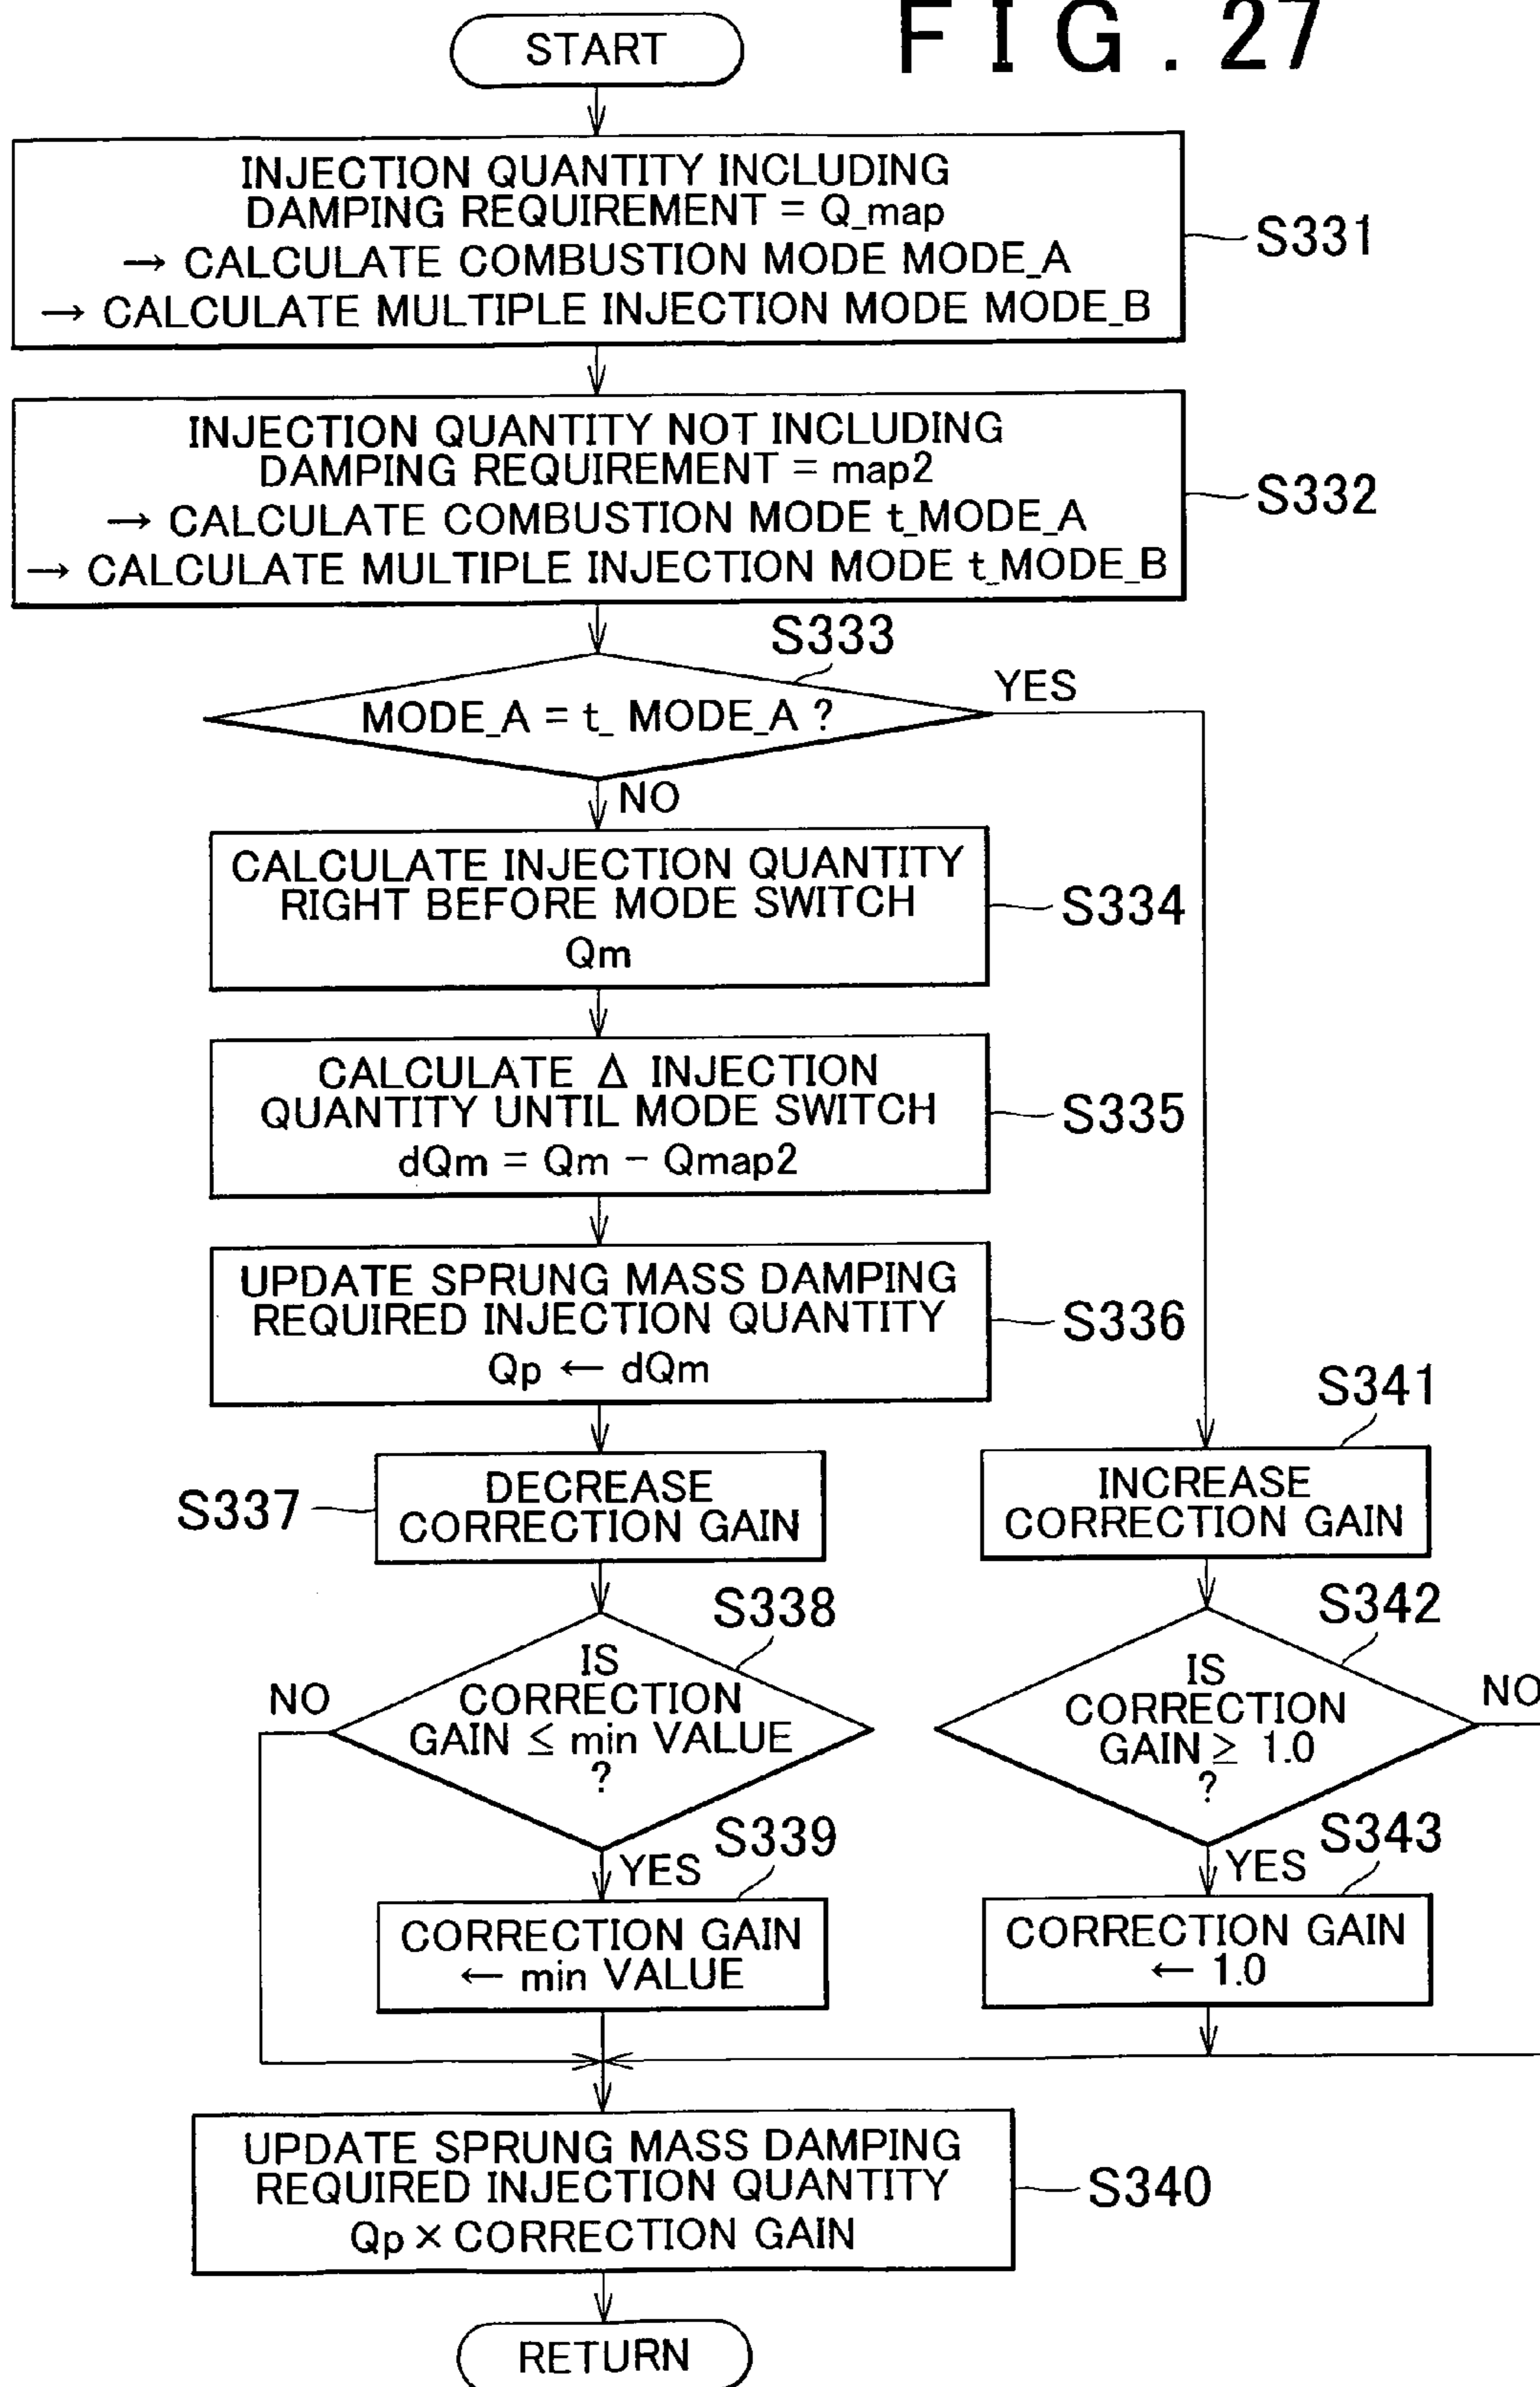 FIG. 27
START
INJECTION QUANTITY INCLUDING
DAMPING REQUIREMENT = Q_map
→ CALCULATE COMBUSTION MODE MODE_A
→ CALCULATE MULTIPLE INJECTION MODE MODE_B
S331
INJECTION QUANTITY NOT INCLUDING
DAMPING REQUIREMENT = map2
→ CALCULATE COMBUSTION MODE t_MODE_A
→ CALCULATE MULTIPLE INJECTION MODE t_MODE_B
S332
S333
MODE_A = t_ MODE_A ?
YES
NO
CALCULATE INJECTION QUANTITY
RIGHT BEFORE MODE SWITCH
Qm
S334
CALCULATE Δ INJECTION
QUANTITY UNTIL MODE SWITCH
dQm = Qm - Qmap2
S335
UPDATE SPRUNG MASS DAMPING
REQUIRED INJECTION QUANTITY
Qp ← dQm
S336
S337
DECREASE
CORRECTION GAIN
S341
INCREASE
CORRECTION GAIN
S338
IS
CORRECTION
GAIN ≤ min VALUE
?
NO
YES
S342
IS
CORRECTION
GAIN ≥ 1.0
?
NO
YES
S339
CORRECTION GAIN
← min VALUE
S343
CORRECTION GAIN
← 1.0
UPDATE SPRUNG MASS DAMPING
REQUIRED INJECTION QUANTITY
Qp × CORRECTION GAIN
S340
RETURN